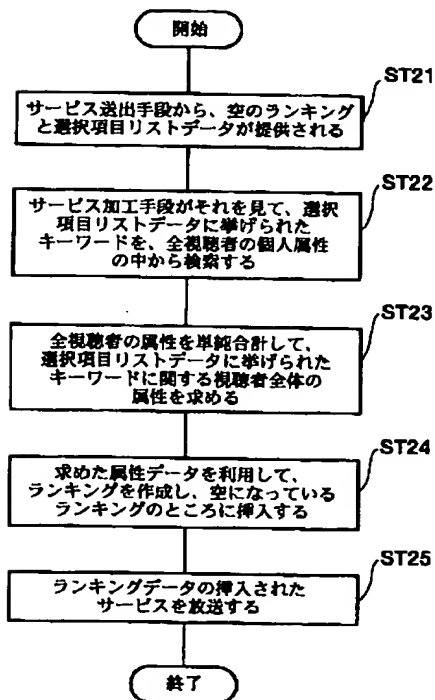 開始
ST21
サービス送出手段から、空のランキング
と選択項目リストデータが提供される
ST22
サービス加工手段がそれを見て、選択
項目リストデータに挙げられた
キーワードを、全視聴者の個人属性
の中から検察する
ST23
全視聴者の属性を単純合計して、
選択項目リストデータに挙げられた
キーワードに関する視聴者全体の
属性を求める
ST24
求めた属性データを利用して、
ランキングを作成し、空になっている
ランキングのところに挿入する
ST25
ランキングデータの挿入された
サービスを放送する
終了